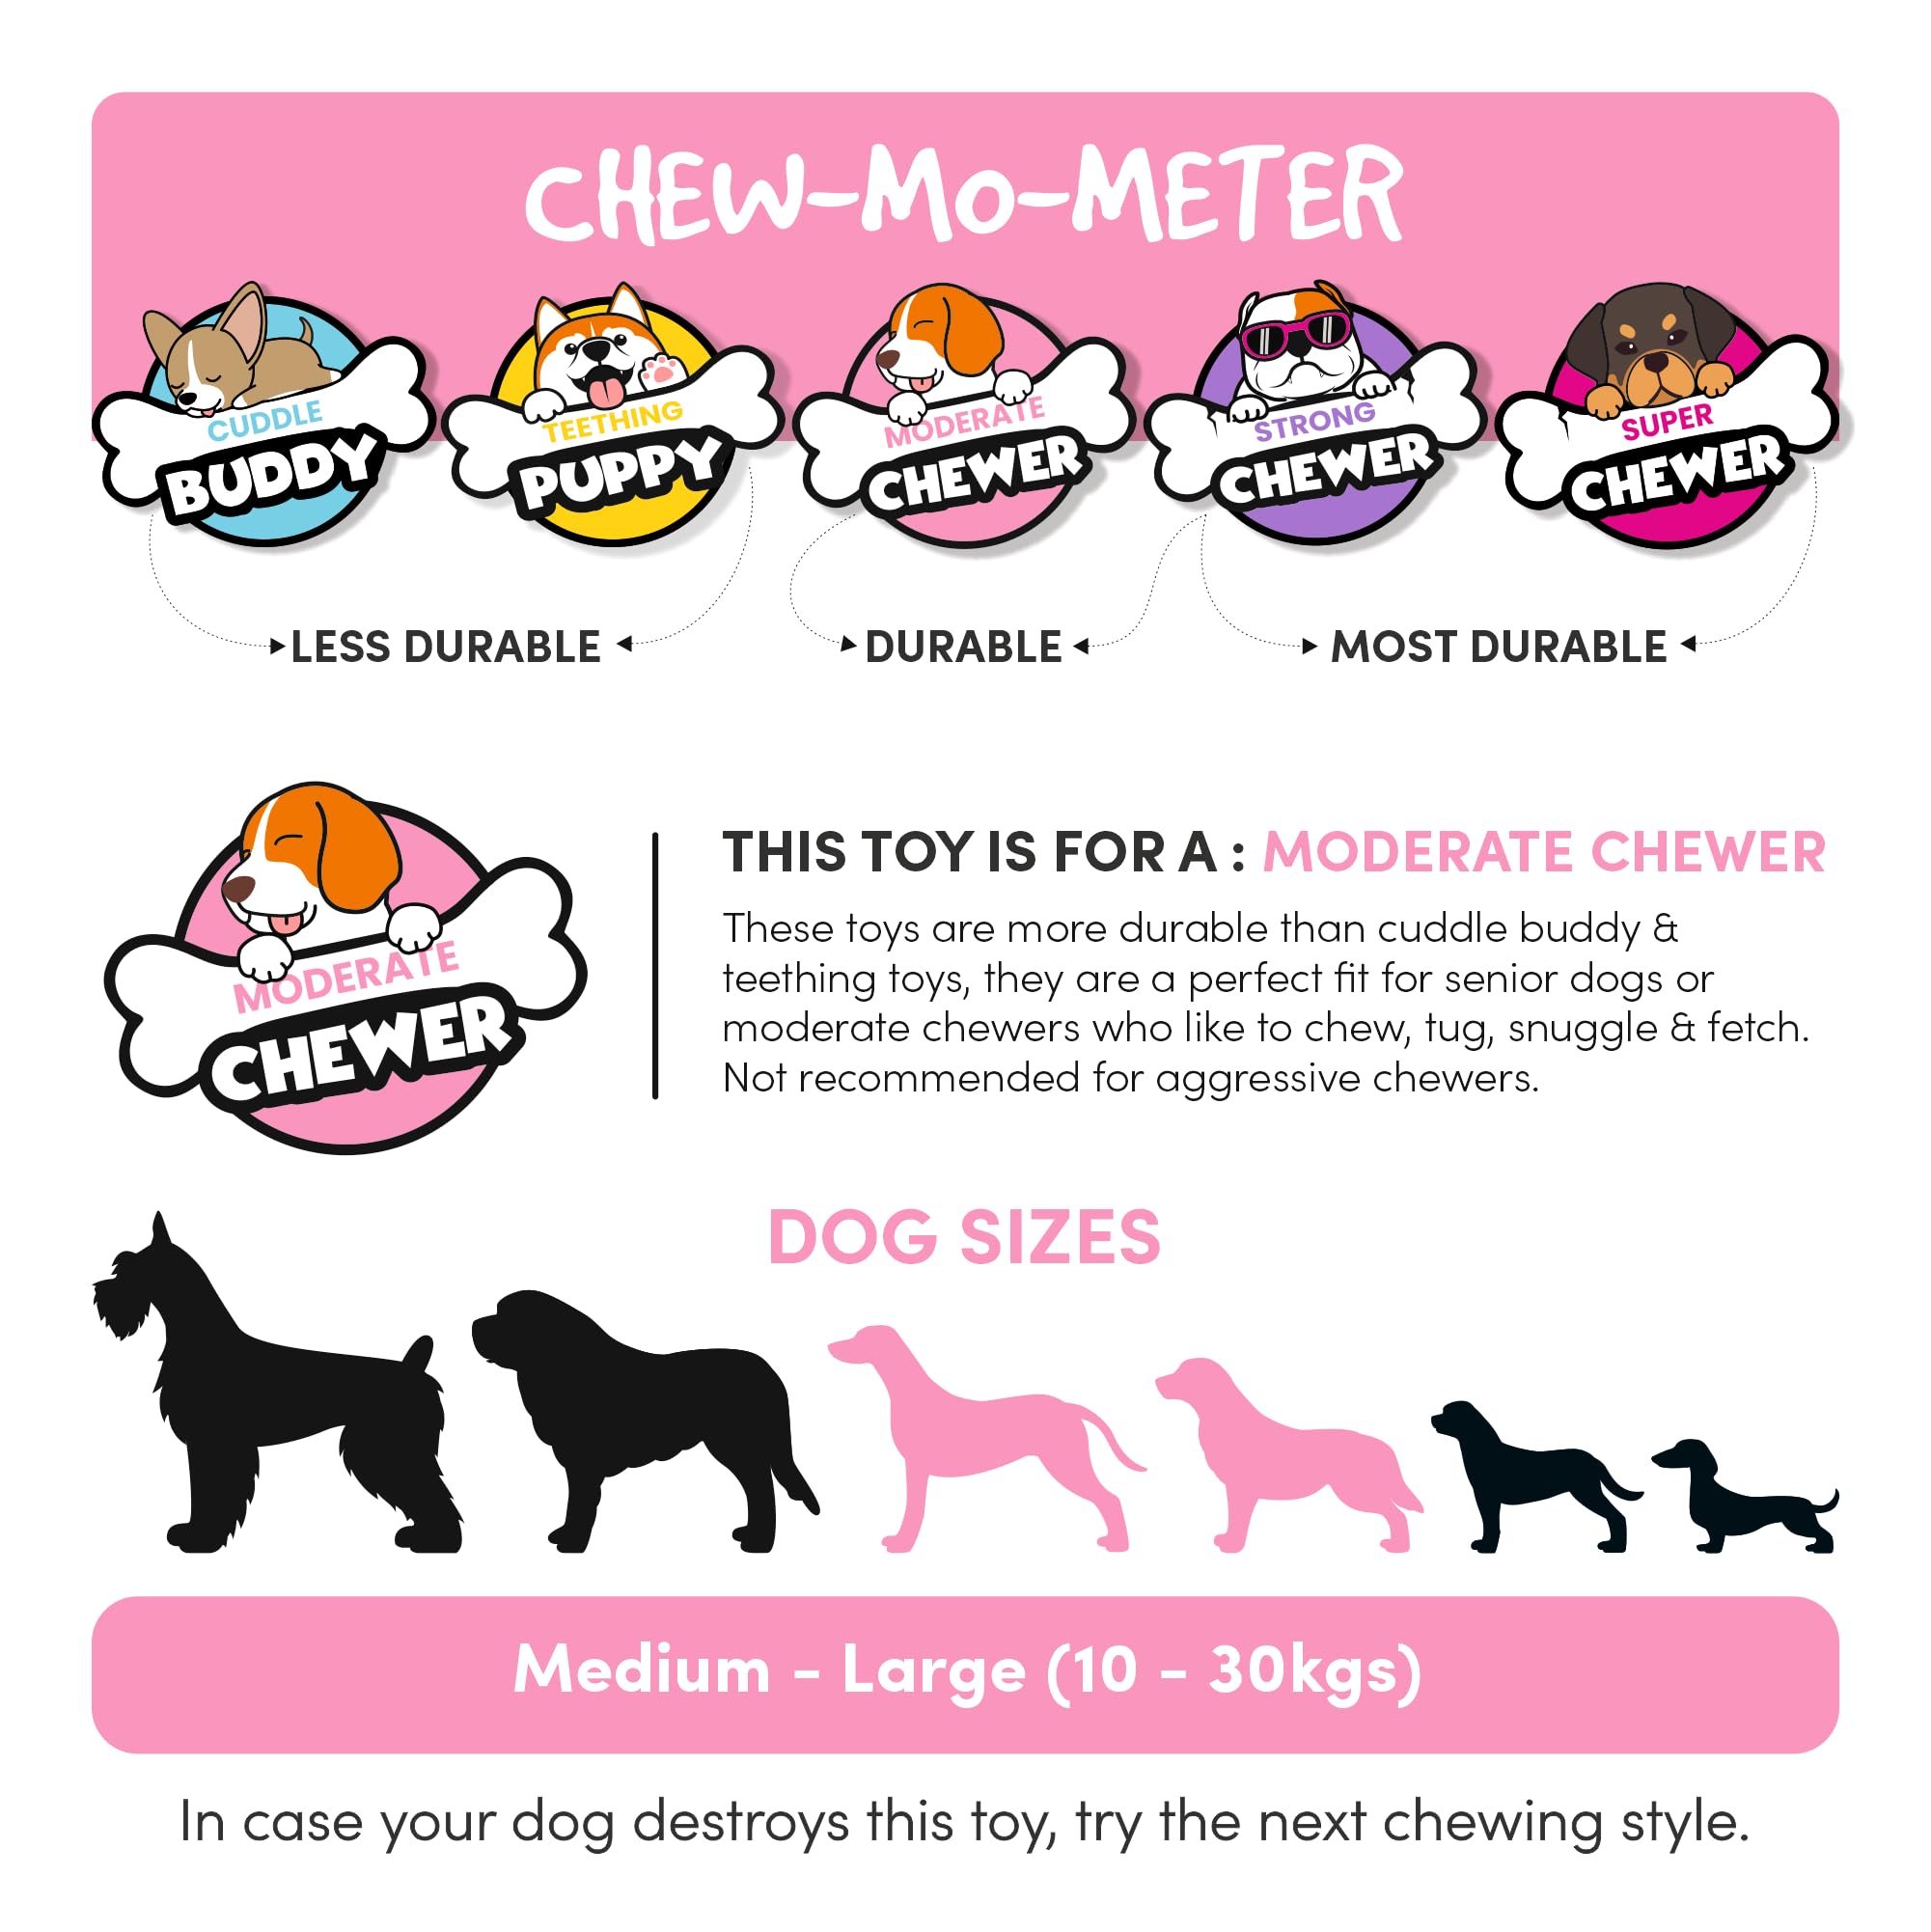 CHEW-MO-METER
CUDDLE
BUDDY
TEETHING
PUPPY
MODERATE
CHEWER
STRONG
CHEWER
SUPER
CHEWER
LESS DURABLE
DURABLE
MOST DURABLE
MODERATE
CHEWER
THIS TOY IS FOR A : MODERATE CHEWER
These toys are more durable than cuddle buddy &
teething toys, they are a perfect fit for senior dogs or
moderate chewers who like to chew, tug, snuggle & fetch.
Not recommended for aggressive chewers.
DOG SIZES
Medium - Large (10 - 30kgs)
In case your dog destroys this toy, try the next chewing style.